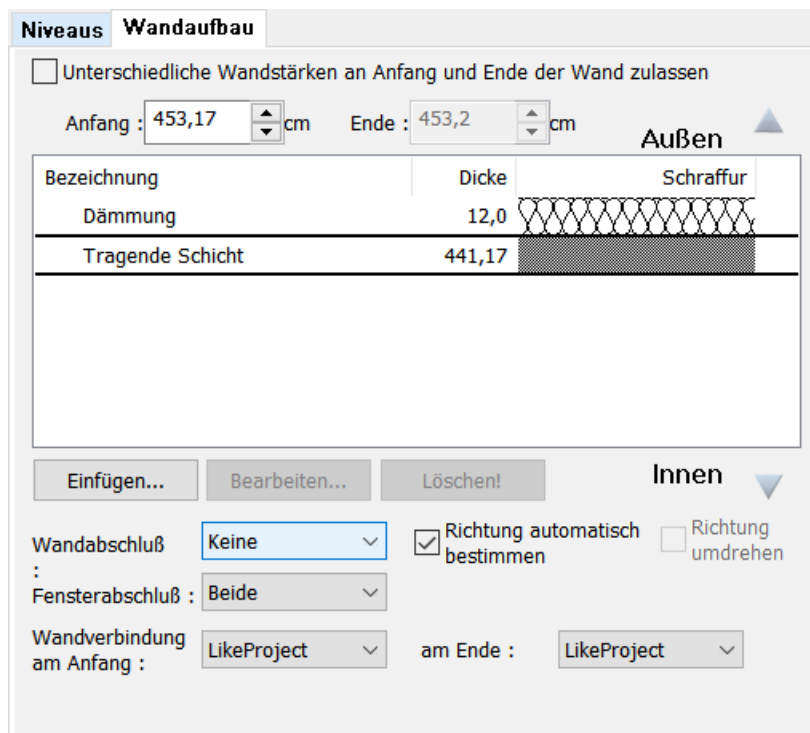 Niveaus Wandaufbau
Unterschiedliche Wandstärken an Anfang und Ende der Wand zulassen
Anfang : 453,17 cm Ende : 453,2 cm
Außen
Bezeichnung Dicke Schraffur
Dämmung 12,0
Tragende Schicht 441,17
Einfügen... Bearbeiten... Löschen! Innen
Wandabschluß
:
Keine
Richtung automatisch
bestimmen
Richtung
umdrehen
Fensterabschluß : Beide
Wandverbindung
am Anfang :
LikeProject am Ende : LikeProject